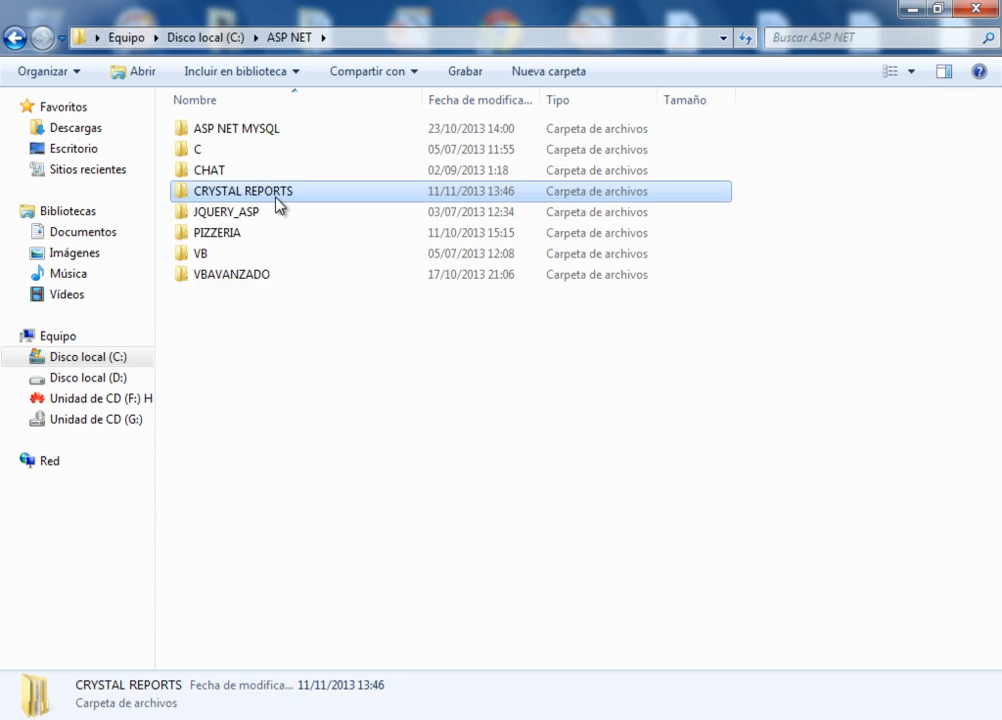 Equipo Disco local (C:) ASP NET Buscar ASP NET
Organizar Abrir Incluir en biblioteca Compartir con Grabar Nueva carpeta
Nombre Fecha de modifica... Tipo Tamaño
Favoritos
Descargas
Escritorio
Sitios recientes
Bibliotecas
Documentos
Imágenes
Música
Vídeos
Equipo
Disco local (C:)
Disco local (D:)
Unidad de CD (F:) H
Unidad de CD (G:)
Red
ASP NET MYSQL 23/10/2013 14:00 Carpeta de archivos
C 05/07/2013 11:55 Carpeta de archivos
CHAT 02/09/2013 1:18 Carpeta de archivos
CRYSTAL REPORTS 11/11/2013 13:46 Carpeta de archivos
JQUERY_ASP 03/07/2013 12:34 Carpeta de archivos
PIZZERIA 11/10/2013 15:15 Carpeta de archivos
VB 05/07/2013 12:08 Carpeta de archivos
VBAVANZADO 17/10/2013 21:06 Carpeta de archivos
CRYSTAL REPORTS Fecha de modifica... 11/11/2013 13:46
Carpeta de archivos